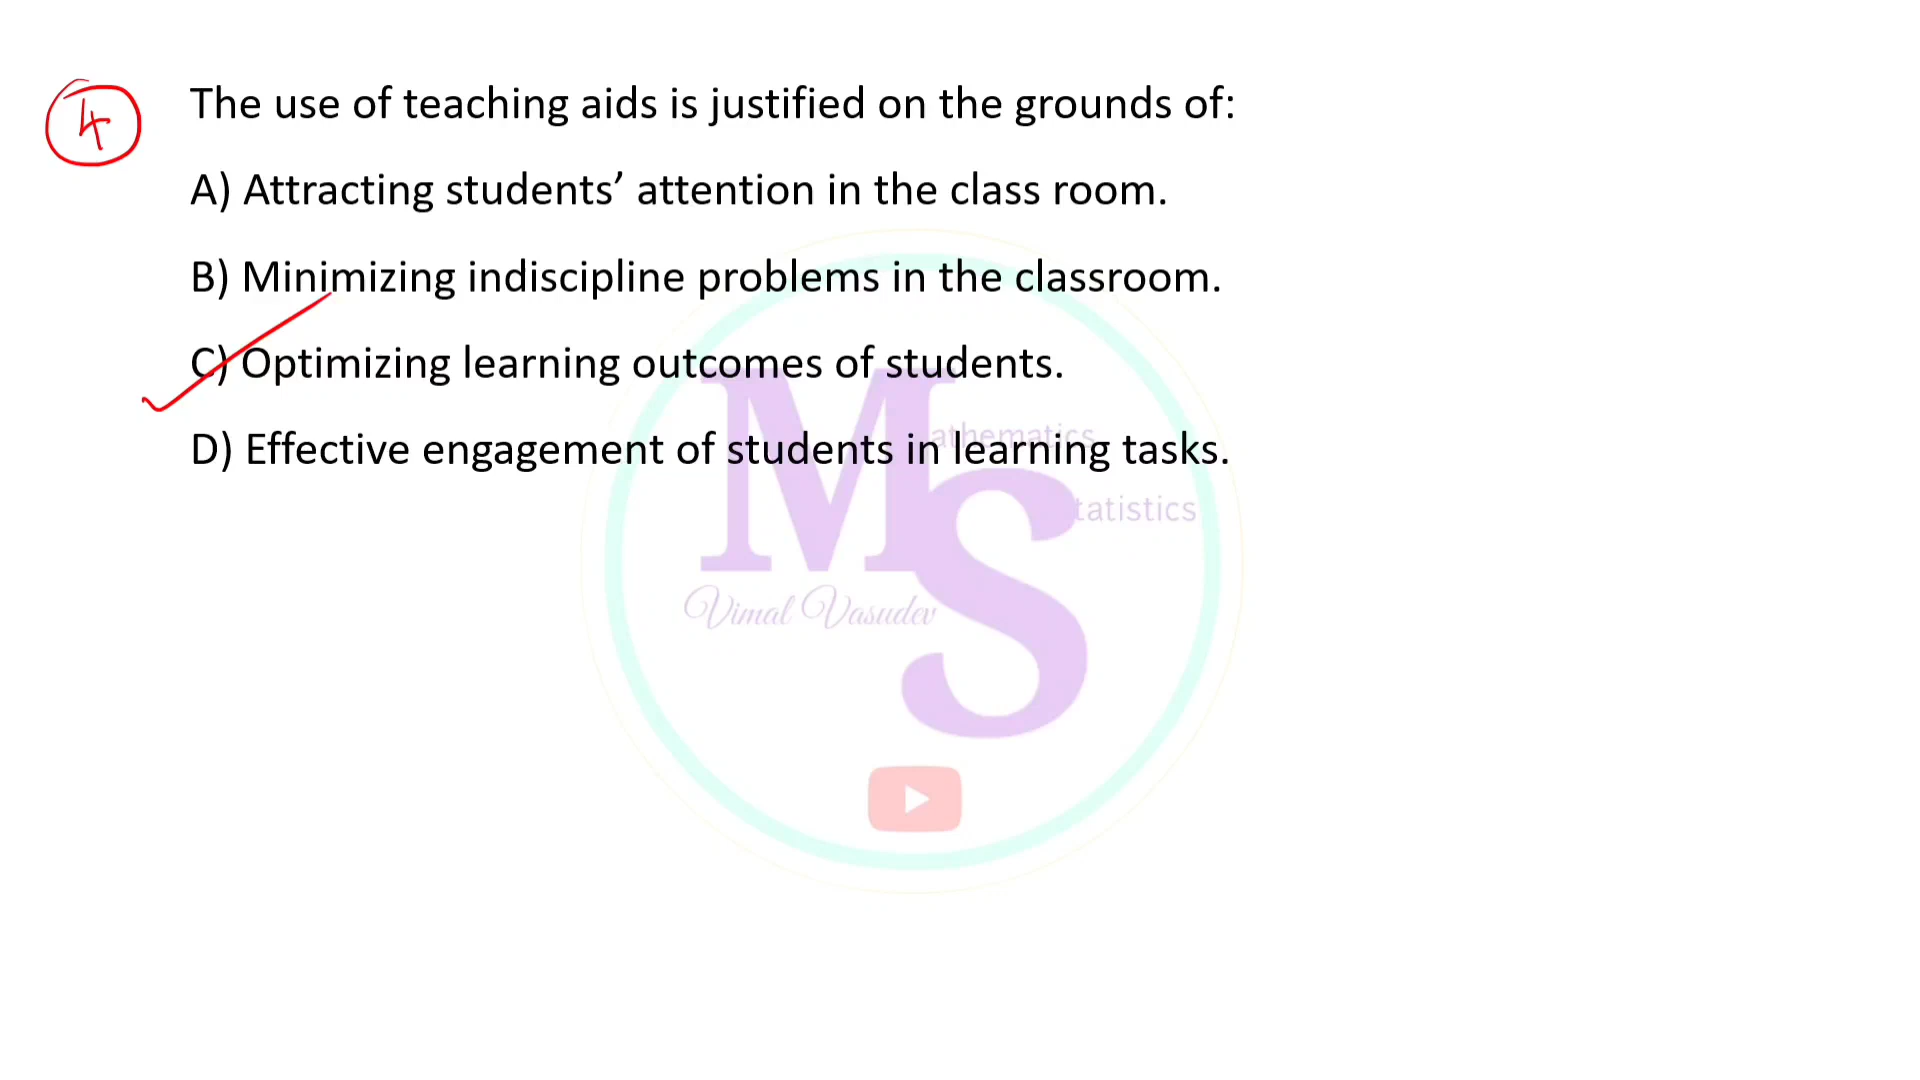 4
The use of teaching aids is justified on the grounds of:
A) Attracting students’ attention in the class room.
B) Minimizing indiscipline problems in the classroom.
C) Optimizing learning outcomes of students.
D) Effective engagement of students in learning tasks.
Mathematics
Statistics
Vimal Vasudev